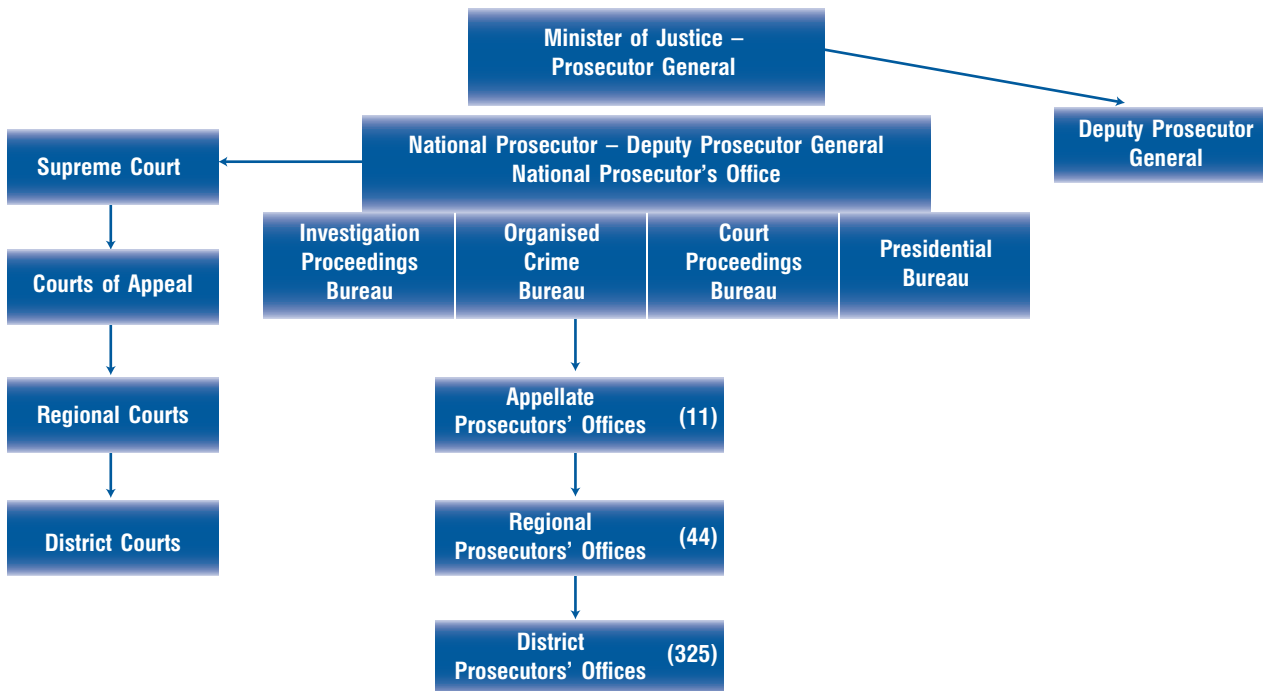 Minister of Justice –
Prosecutor General
Deputy Prosecutor
General
National Prosecutor – Deputy Prosecutor General
National Prosecutor’s Office
Supreme Court
Investigation
Proceedings
Bureau
Organised
Crime
Bureau
Court
Proceedings
Bureau
Presidential
Bureau
Courts of Appeal
Regional Courts
Appellate
Prosecutors’ Offices (11)
District Courts
Regional
Prosecutors’ Offices (44)
District
Prosecutors’ Offices (325)